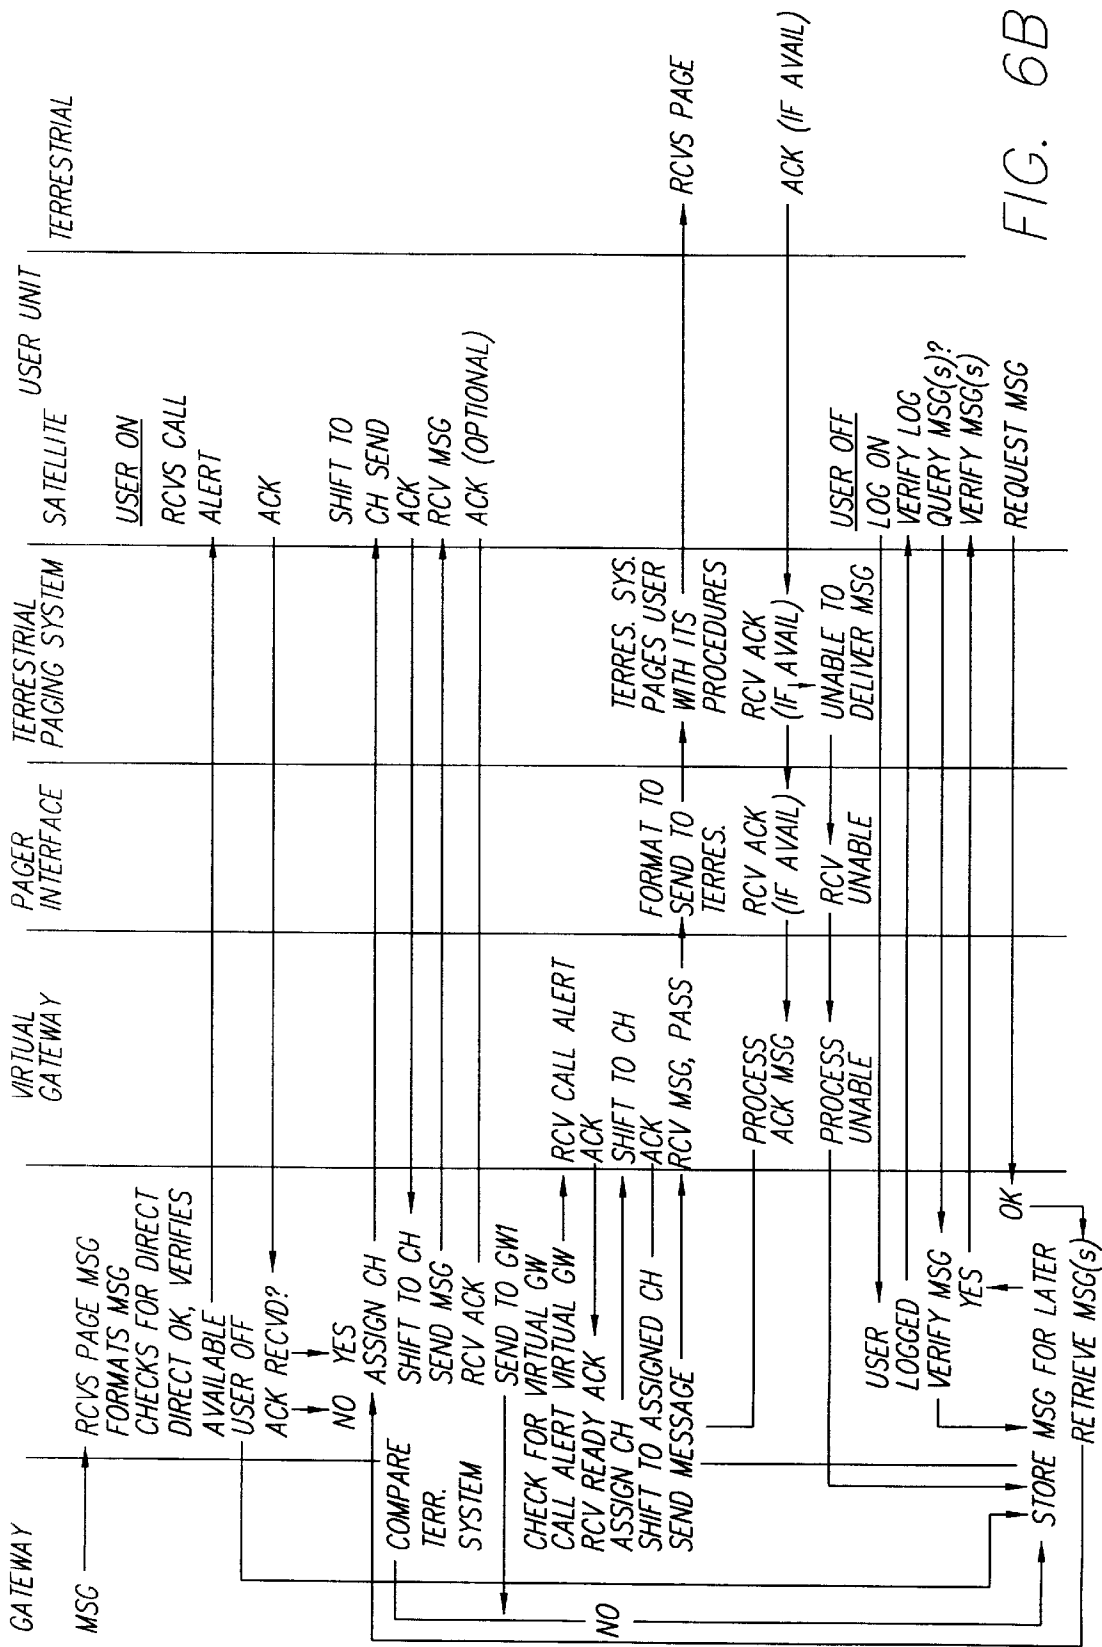 GATEWAY
VIRTUAL
GATEWAY
PAGER
INTERFACE
TERRESTRIAL
PAGING SYSTEM
USER UNIT
SATELLITE
TERRESTRIAL
MSG
RCVS PAGE MSG
FORMATS MSG
CHECKS FOR DIRECT
DIRECT OK, VERIFIES
AVAILABLE
USER OFF
ACK RECVD?
NO
YES
USER ON
RCVS CALL
ALERT
ACK
ASSIGN CH
SHIFT TO CH
SEND MSG
RCV ACK
SEND TO GW1
SHIFT TO
CH SEND
ACK
RCV MSG
ACK (OPTIONAL)
COMPARE
TERR.
SYSTEM
CHECK FOR VIRTUAL GW
CALL ALERT VIRTUAL GW
RCV READY ACK
ASSIGN CH
SHIFT TO ASSIGNED CH
SEND MESSAGE
RCV CALL ALERT
ACK
SHIFT TO CH
ACK
RCV MSG, PASS
FORMAT TO
SEND TO
TERRES.
TERRES. SYS.
PAGES USER
WITH ITS
PROCEDURES
RCVS PAGE
NO
PROCESS
ACK MSG
RCV ACK
(IF AVAIL)
RCV ACK
(IF AVAIL)
ACK (IF AVAIL)
PROCESS
UNABLE
RCV
UNABLE
UNABLE TO
DELIVER MSG
USER OFF
LOG ON
VERIFY LOG
QUERY MSG(s)?
VERIFY MSG(s)
REQUEST MSG
USER
LOGGED
VERIFY MSG
YES
OK
STORE MSG FOR LATER
RETRIEVE MSG(s)
FIG. 6B